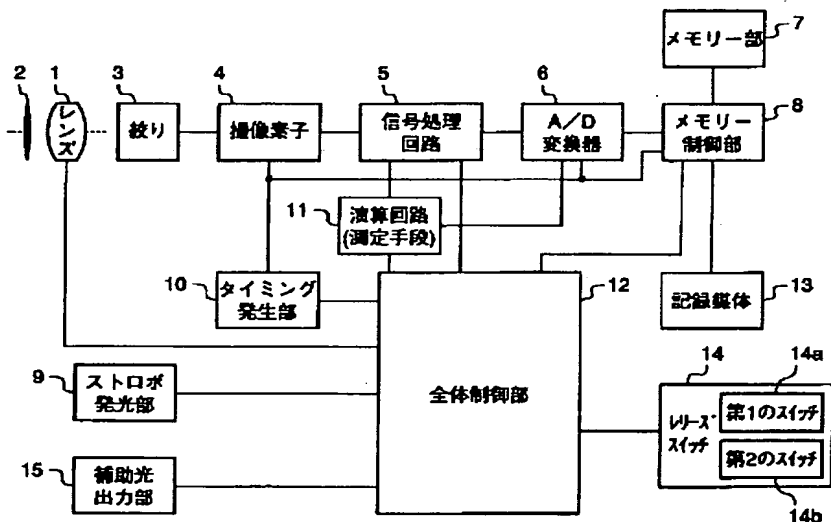 メモリー部
7
2
1
3
4
5
6
8
レンズ
絞り
撮像素子
信号処理
回路
A/D
変換器
メモリー
制御部
11
演算回路
(測定手段)
10
タイミング
発生部
12
記録媒体
13
9
ストロボ
発光部
全体制御部
14
14a
レリーズ
スイッチ
第1のスイッチ
第2のスイッチ
14b
15
補助光
出力部